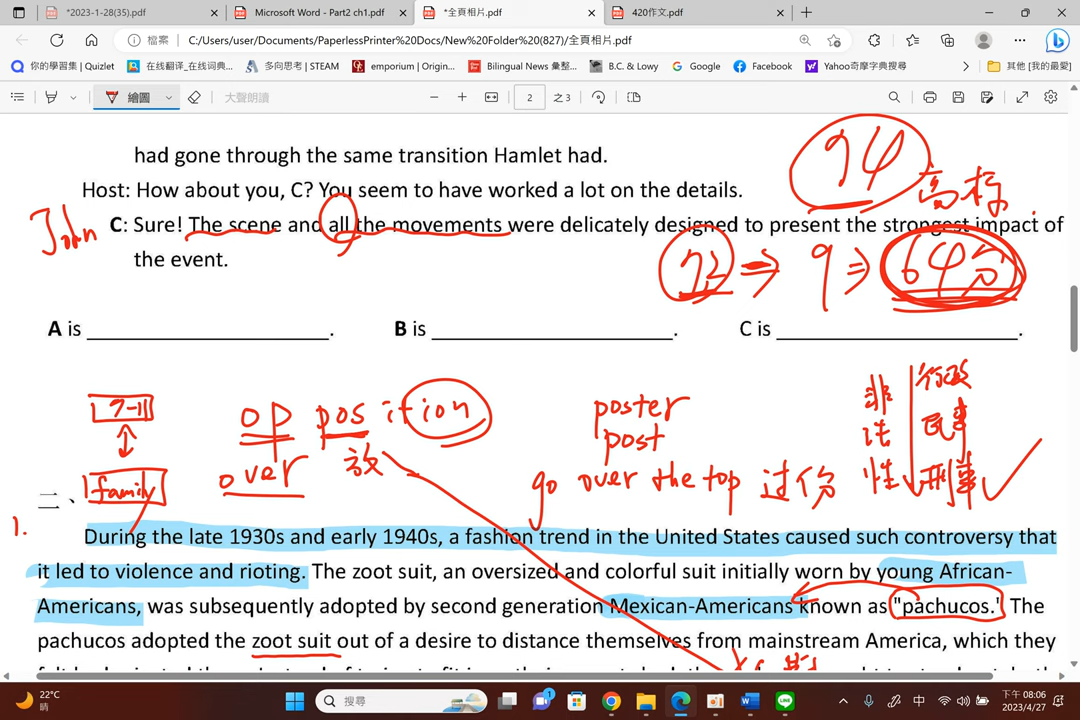 *2023-1-28(35).pdf
Microsoft Word - Part2 ch1.pdf
*全頁相片.pdf
420作文.pdf
檔案
C:/Users/user/Documents/PaperlessPrinter%20Docs/New%20Folder%20(827)/全頁相片.pdf
你的學習集 | Quizlet
在线翻译_在线词典...
多向思考 | STEAM
emporium | Origin...
Bilingual News 彙整...
B.C. & Lowy
Google
Facebook
Yahoo奇摩字典搜尋
其他 [我的最愛]
繪圖
大聲朗讀
2
之 3
had gone through the same transition Hamlet had.
94
高标
Host: How about you, C? You seem to have worked a lot on the details.
John
C: Sure! The scene and all the movements were delicately designed to present the strongest impact of
the event.
72 ⇒ 9 ⇒ 64分
A is ____________________.
B is ____________________.
C is ____________________.
7-11
family
op position
over 放
poster
post
go over the top 过份
非法性
行政
民事
刑事
二、
1.
During the late 1930s and early 1940s, a fashion trend in the United States caused such controversy that
it led to violence and rioting. The zoot suit, an oversized and colorful suit initially worn by young African-
Americans, was subsequently adopted by second generation Mexican-Americans known as "pachucos." The
pachucos adopted the zoot suit out of a desire to distance themselves from mainstream America, which they
22°C
晴
搜尋
1
中
下午 08:06
2023/4/27